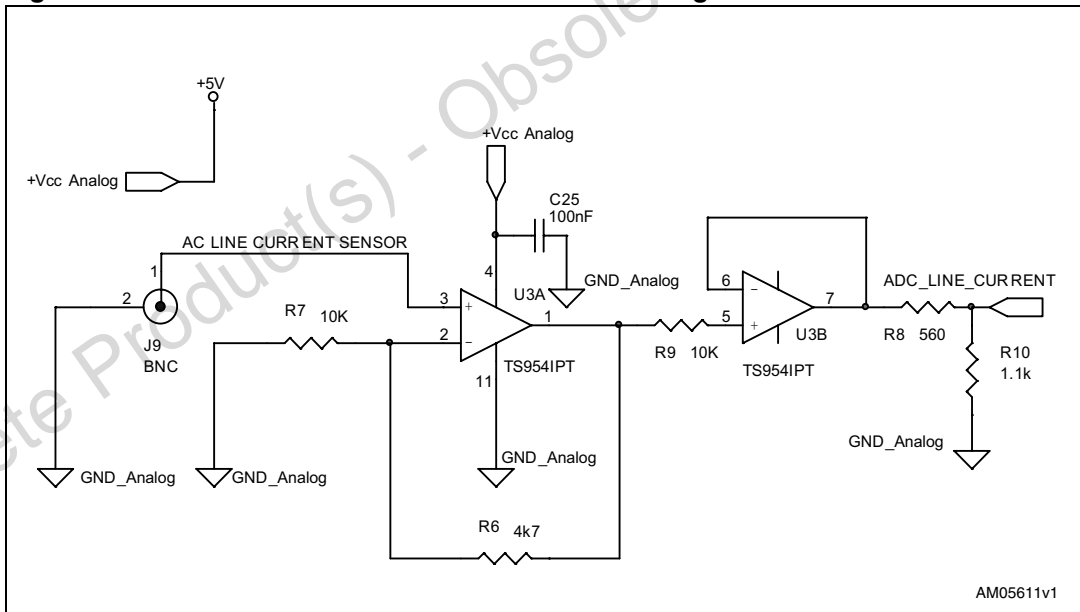 +5V
+Vcc Analog
+Vcc Analog
C25
100nF
AC LINE CURRENT SENSOR
1
2
J9
BNC
R7 10K
3
+
2
-
4
11
U3A
1
TS954IPT
GND_Analog
R9 10K
6
-
5
+
7
U3B
TS954IPT
ADC_LINE_CURRENT
R8 560
R10
1.1k
GND_Analog
GND_Analog
GND_Analog
GND_Analog
R6 4k7
AM05611v1
ete Product(s) - Obsole